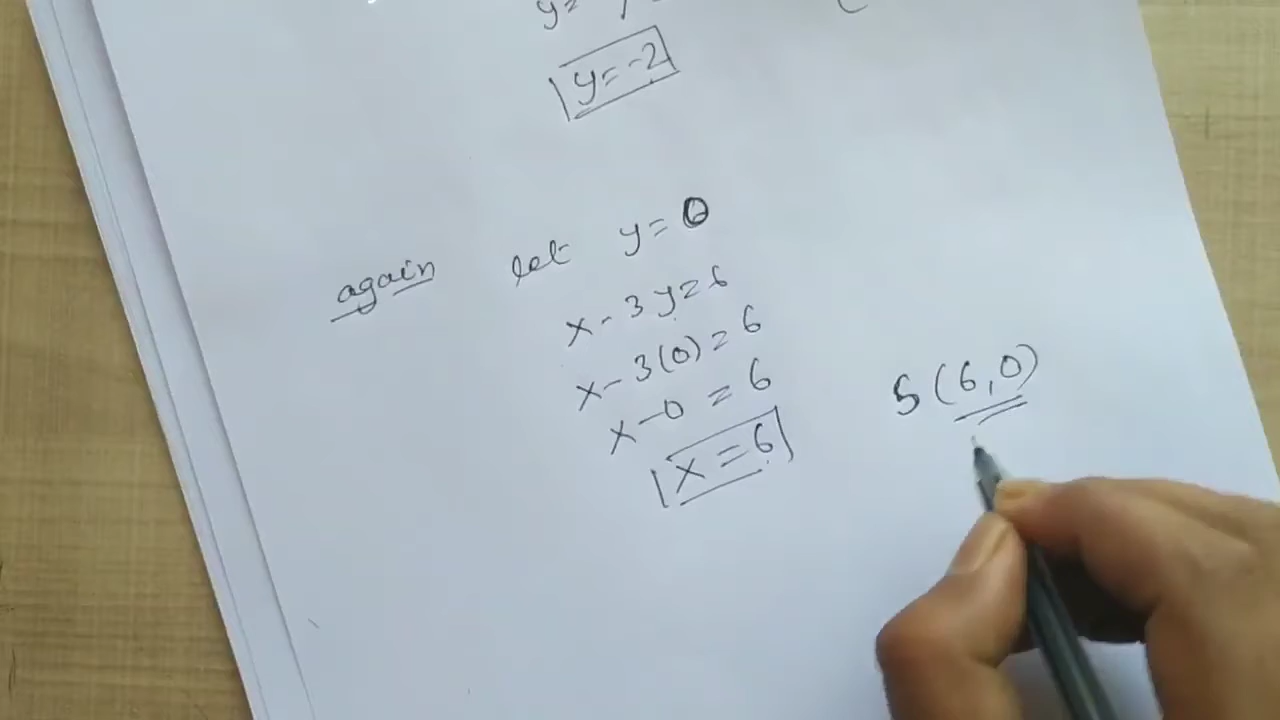 y=
y=-2
again let y=0
x-3y=6
x-3(0)=6
x-0=6
x=6
S(6,0)